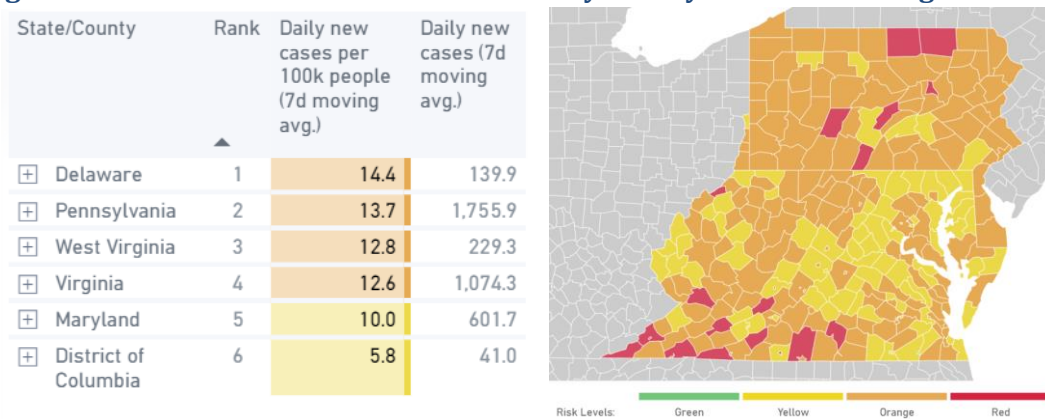 State/County Rank Daily new cases per 100k people (7d moving avg.) Daily new cases (7d moving avg.)
Delaware 1 14.4 139.9
Pennsylvania 2 13.7 1,755.9
West Virginia 3 12.8 229.3
Virginia 4 12.6 1,074.3
Maryland 5 10.0 601.7
District of Columbia 6 5.8 41.0
Risk Levels: Green Yellow Orange Red